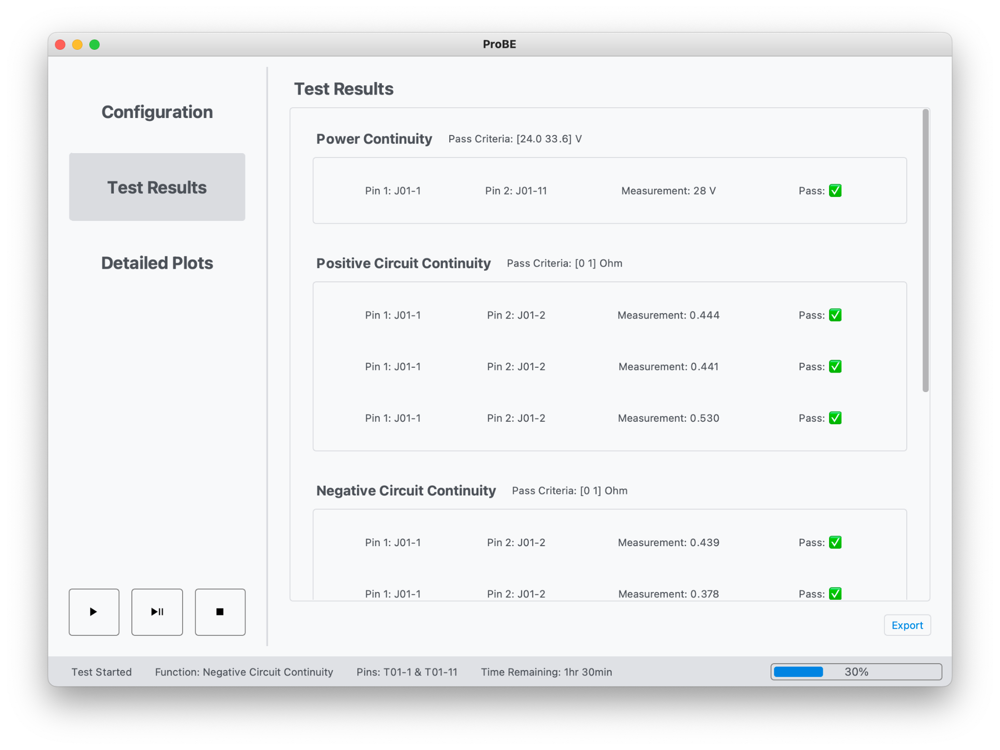 ProBE
Configuration
Test Results
Detailed Plots
Test Results
Power Continuity Pass Criteria: [24.0 33.6] V
Pin 1: J01-1 Pin 2: J01-11 Measurement: 28 V Pass: ✅
Positive Circuit Continuity Pass Criteria: [0 1] Ohm
Pin 1: J01-1 Pin 2: J01-2 Measurement: 0.444 Pass: ✅
Pin 1: J01-1 Pin 2: J01-2 Measurement: 0.441 Pass: ✅
Pin 1: J01-1 Pin 2: J01-2 Measurement: 0.530 Pass: ✅
Negative Circuit Continuity Pass Criteria: [0 1] Ohm
Pin 1: J01-1 Pin 2: J01-2 Measurement: 0.439 Pass: ✅
Pin 1: J01-1 Pin 2: J01-2 Measurement: 0.378 Pass: ✅
Export
Test Started Function: Negative Circuit Continuity Pins: T01-1 & T01-11 Time Remaining: 1hr 30min 30%